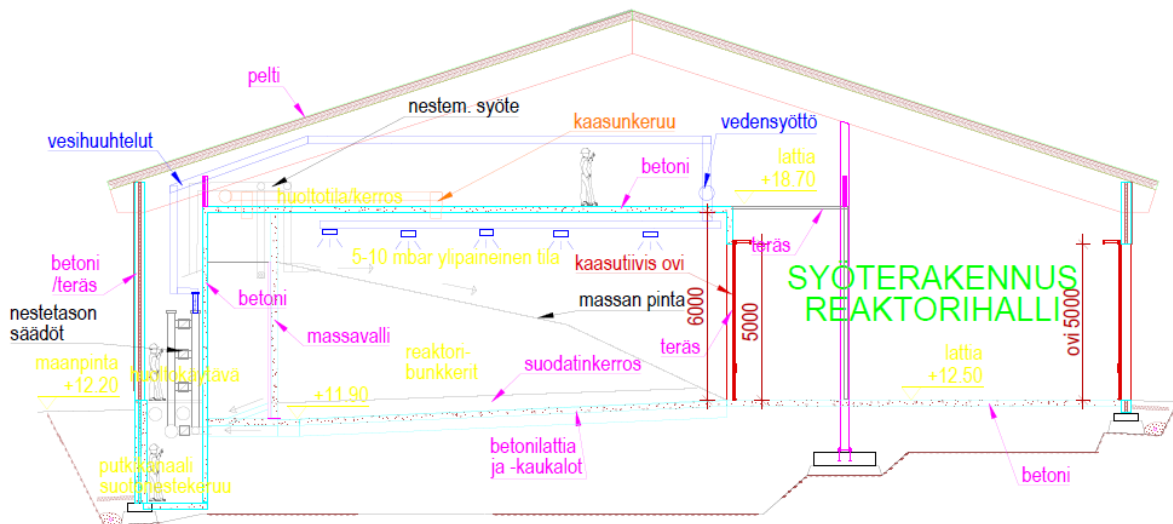 pelti
nestem. syöte
kaasunkeruu
vedensyöttö
vesihuuhtelut
lattia
+18.70
betoni
huoltotila/kerros
teräs
5-10 mbar ylipaineinen tila
kaasutiivis ovi
SYÖTERAKENNUS
REAKTORIHALLI
betoni
/teräs
betoni
massan pinta
6000
5000
ovi 5000
nestetason
säädöt
massavalli
teräs
maanpinta
+12.20
huoltokäytävä
reaktori-
bunkkerit
suodatinkerros
lattia
+12.50
+11.90
betonilattia
ja -kaukalot
betoni
putkikanaali
suotonestekeruu